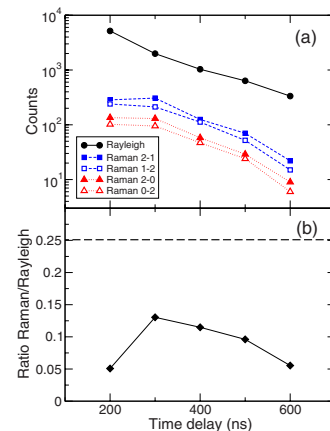 10^4
(a)
10^3
Counts
10^2
Rayleigh
Raman 2-1
Raman 1-2
Raman 2-0
Raman 0-2
10^1
(b)
0.25
0.2
0.15
0.1
0.05
0
Ratio Raman/Rayleigh
200 300 400 500 600
Time delay (ns)